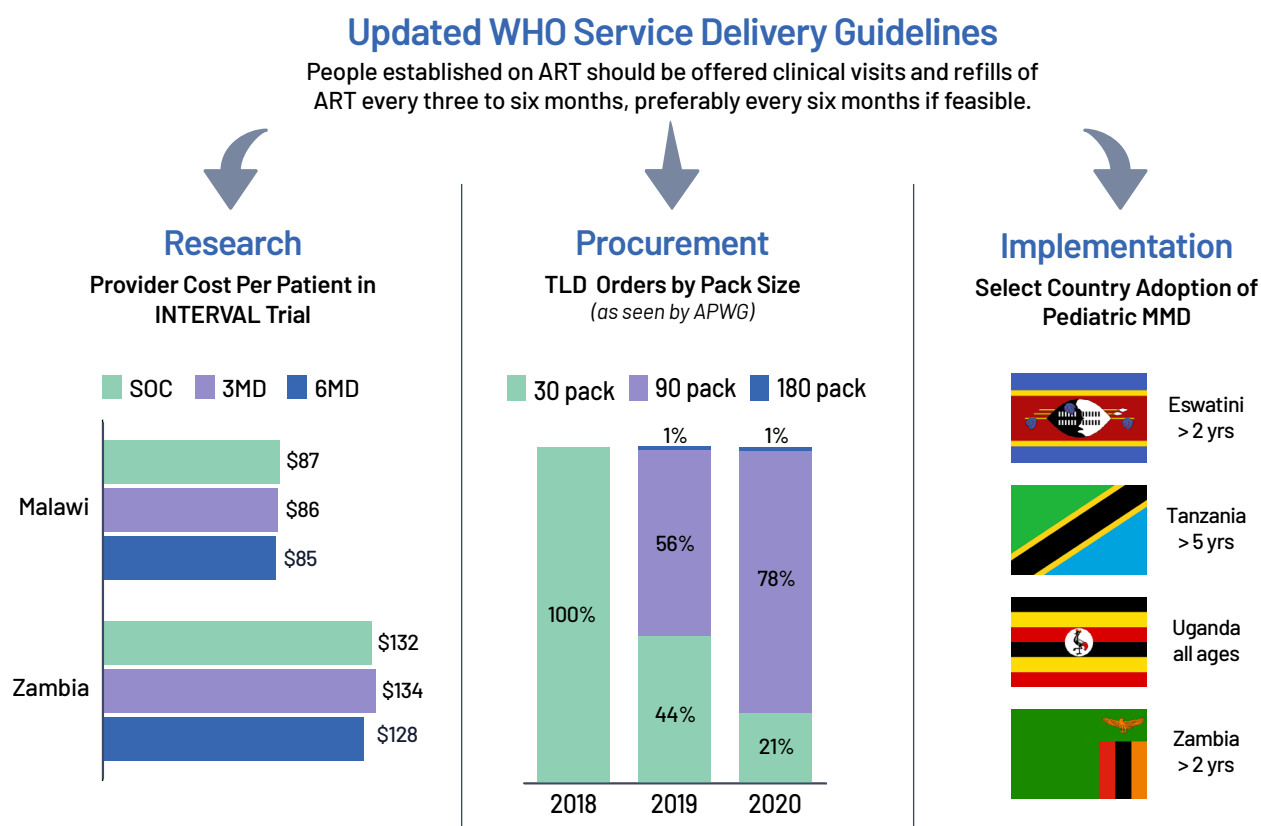 Updated WHO Service Delivery Guidelines
People established on ART should be offered clinical visits and refills of
ART every three to six months, preferably every six months if feasible.
Research
Provider Cost Per Patient in
INTERVAL Trial
SOC 3MD 6MD
Malawi
$87
$86
$85
Zambia
$132
$134
$128
Procurement
TLD Orders by Pack Size
(as seen by APWG)
30 pack 90 pack 180 pack
1% 1%
56%
78%
100%
44%
21%
2018 2019 2020
Implementation
Select Country Adoption of
Pediatric MMD
Eswatini
> 2 yrs
Tanzania
> 5 yrs
Uganda
all ages
Zambia
> 2 yrs